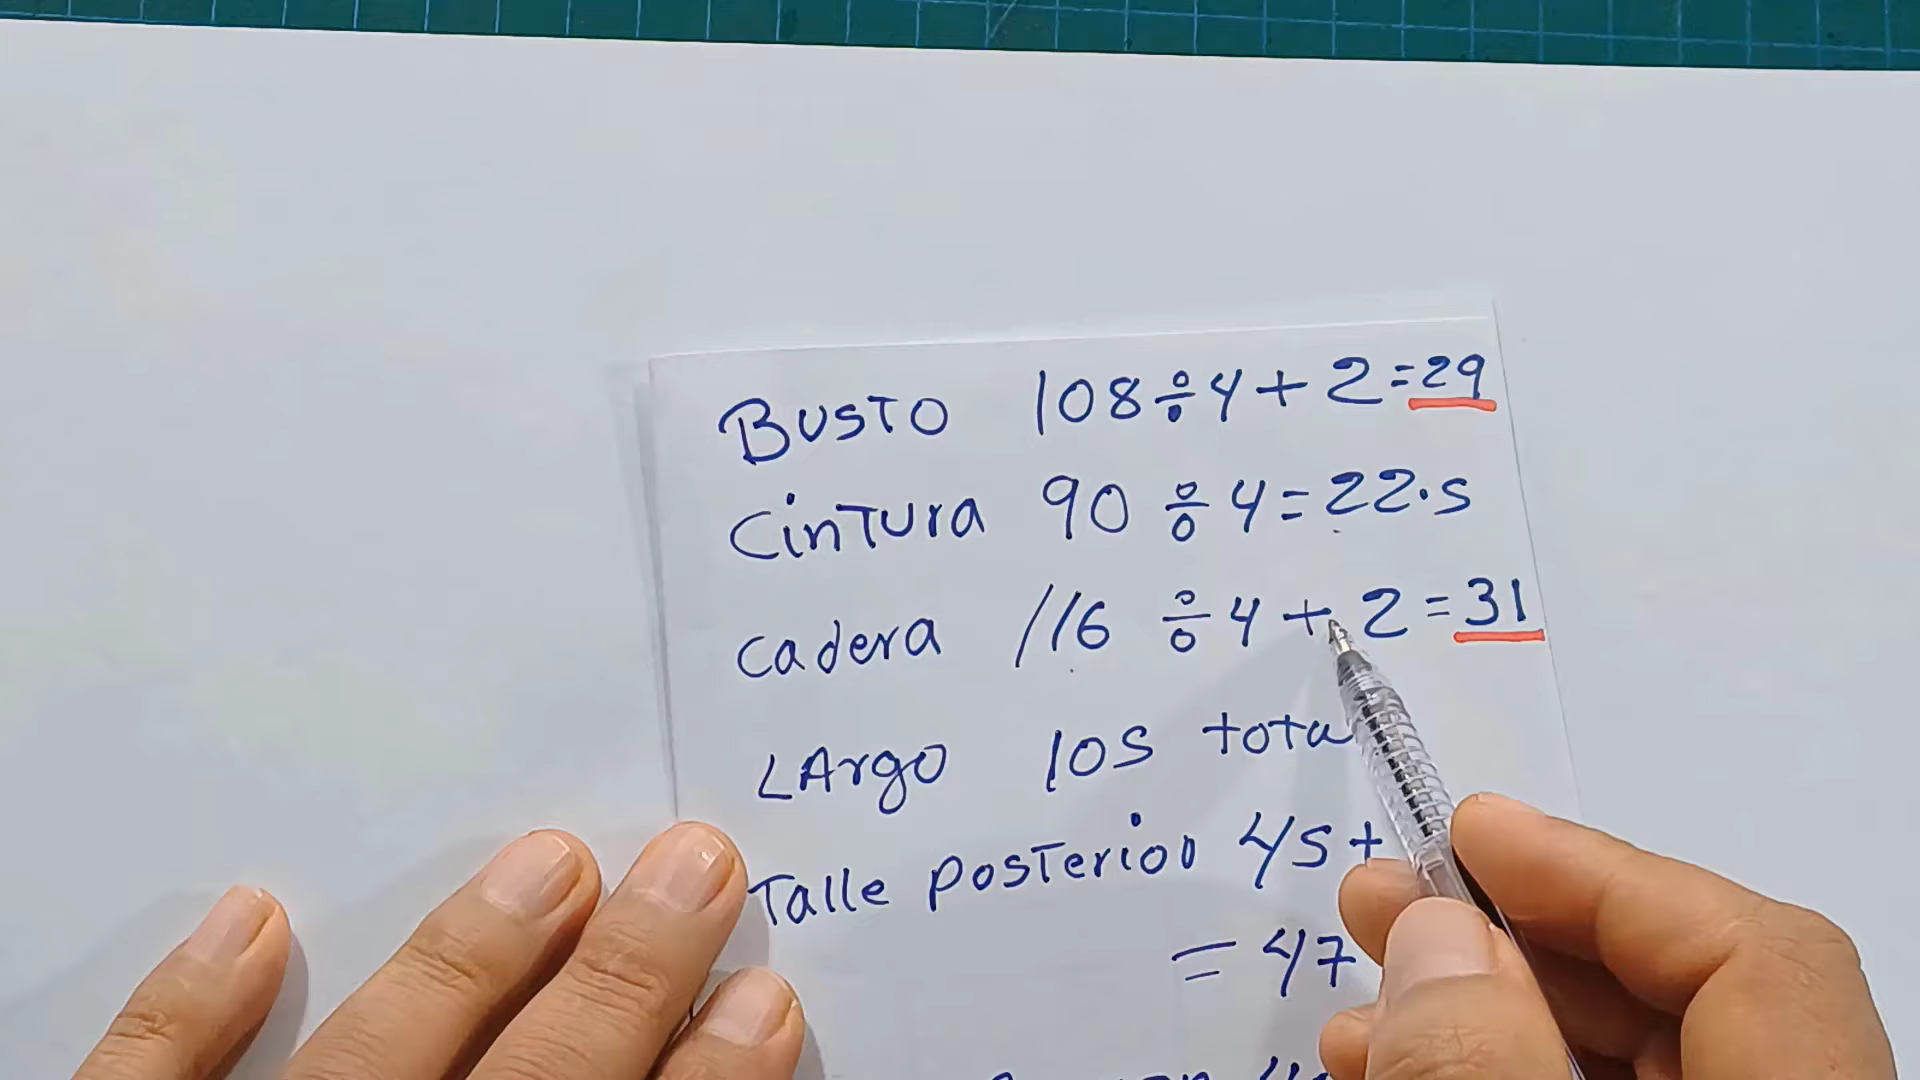 BUSTO 108÷4+2=29
CinTura 90÷4=22.5
cadera 116÷4+2=31
LArgo 105
Talle posterior 45+
=47